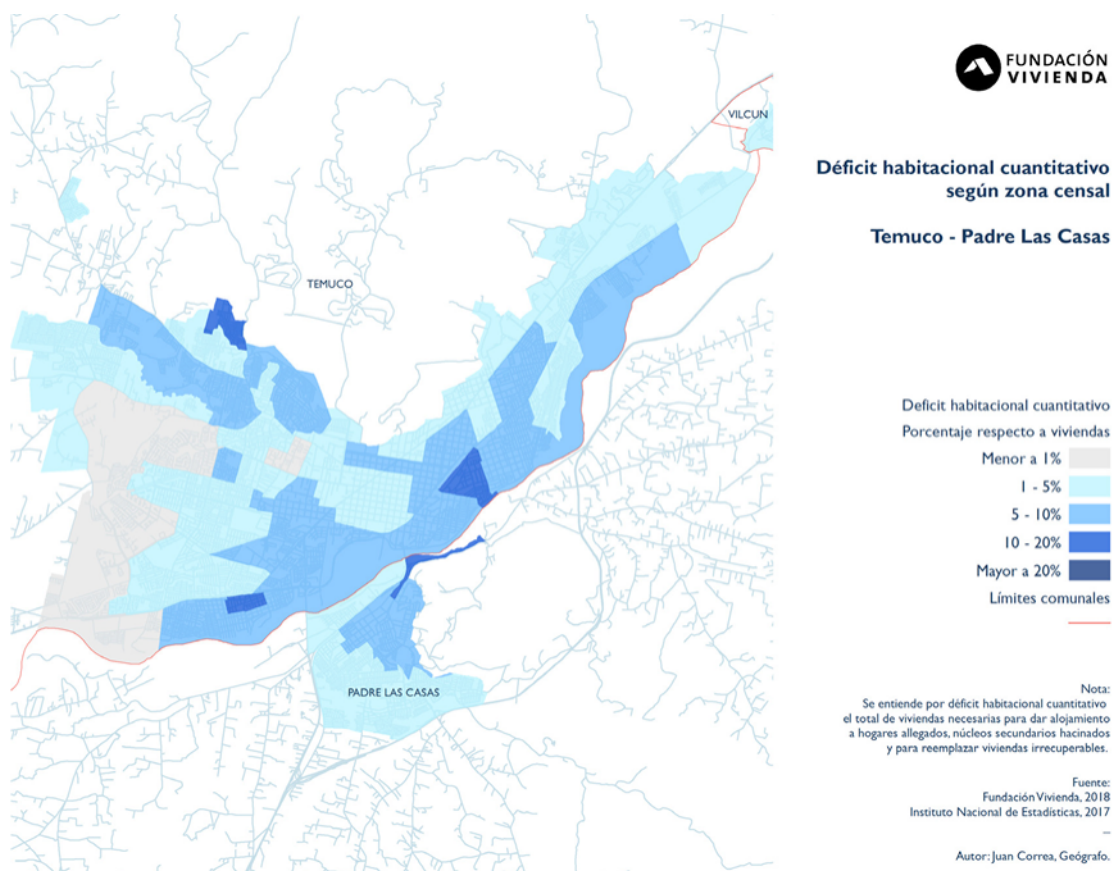 FUNDACIÓN
VIVIENDA
Déficit habitacional cuantitativo
según zona censal
Temuco - Padre Las Casas
VILCUN
TEMUCO
PADRE LAS CASAS
Deficit habitacional cuantitativo
Porcentaje respecto a viviendas
Menor a 1%
1 - 5%
5 - 10%
10 - 20%
Mayor a 20%
Límites comunales
Nota:
Se entiende por déficit habitacional cuantitativo
el total de viviendas necesarias para dar alojamiento
a hogares allegados, núcleos secundarios hacinados
y para reemplazar viviendas irrecuperables.
Fuente:
Fundación Vivienda, 2018
Instituto Nacional de Estadísticas, 2017
–
Autor: Juan Correa, Geógrafo.